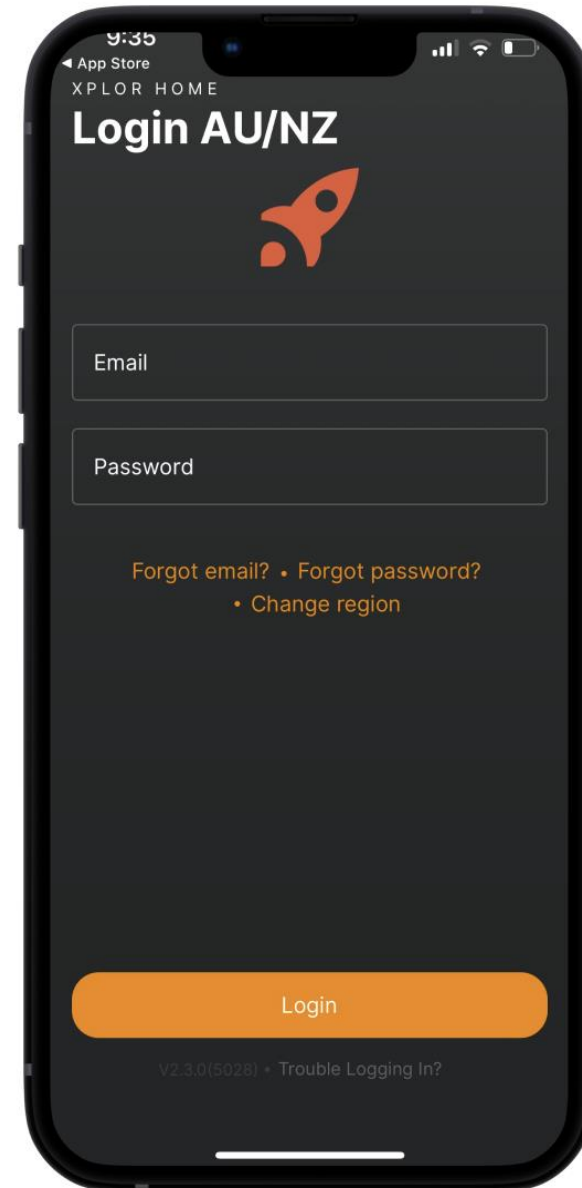 9:35
◀ App Store
XPLOR HOME
Login AU/NZ
Email
Password
Forgot email? • Forgot password?
• Change region
Login
V2.3.0(5028) • Trouble Logging In?